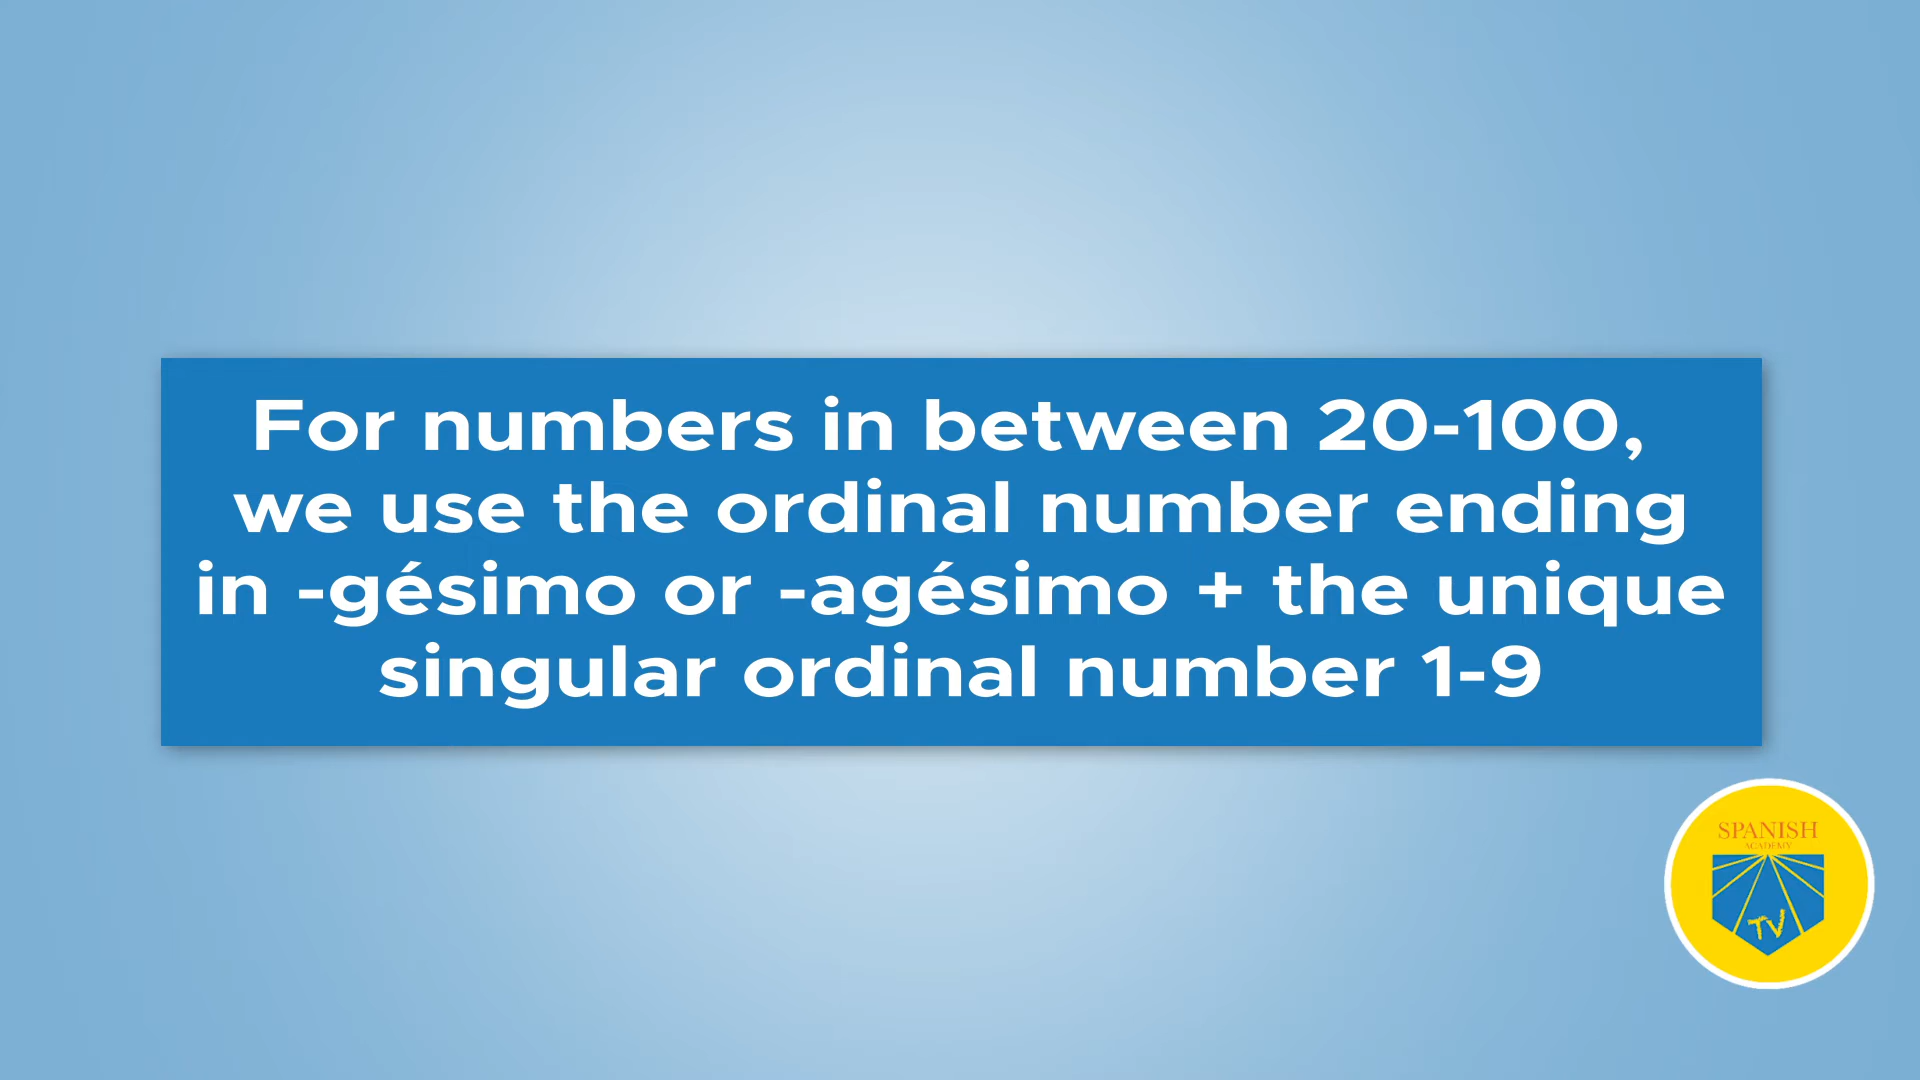 For numbers in between 20-100,
we use the ordinal number ending
in -gésimo or -agésimo + the unique
singular ordinal number 1-9
SPANISH
ACADEMY
TV